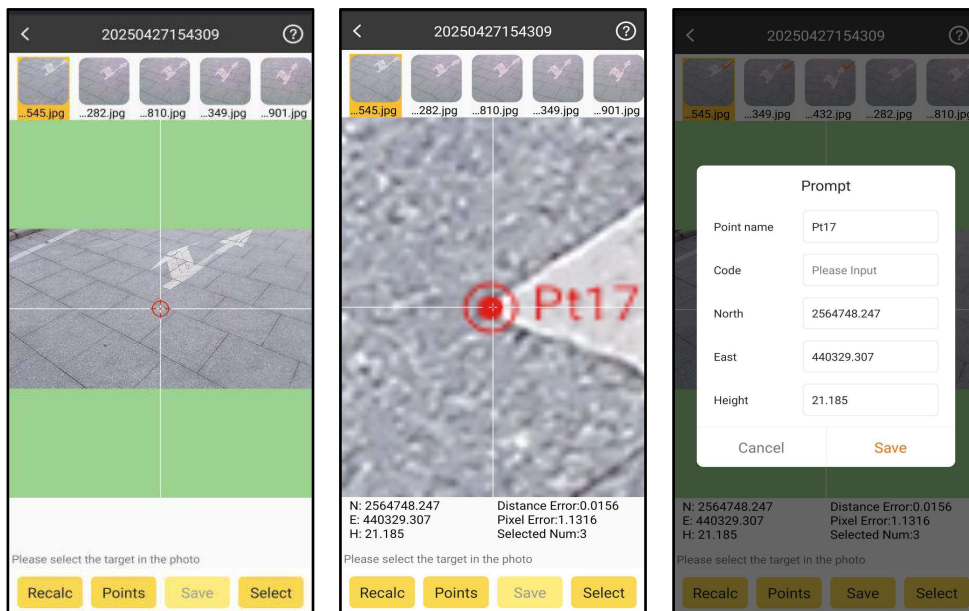 20250427154309
?
...545.jpg ...282.jpg ...810.jpg ...349.jpg ...901.jpg
Please select the target in the photo
Recalc Points Save Select
20250427154309
?
...545.jpg ...282.jpg ...810.jpg ...349.jpg ...901.jpg
Pt17
N: 2564748.247 Distance Error:0.0156
E: 440329.307 Pixel Error:1.1316
H: 21.185 Selected Num:3
Please select the target in the photo
Recalc Points Save Select
20250427154309
?
...545.jpg ...349.jpg ...432.jpg ...282.jpg ...810.jpg
Prompt
Point name Pt17
Code Please Input
North 2564748.247
East 440329.307
Height 21.185
Cancel Save
N: 2564748.247 Distance Error:0.0156
E: 440329.307 Pixel Error:1.1316
H: 21.185 Selected Num:3
Please select the target in the photo
Recalc Points Save Select